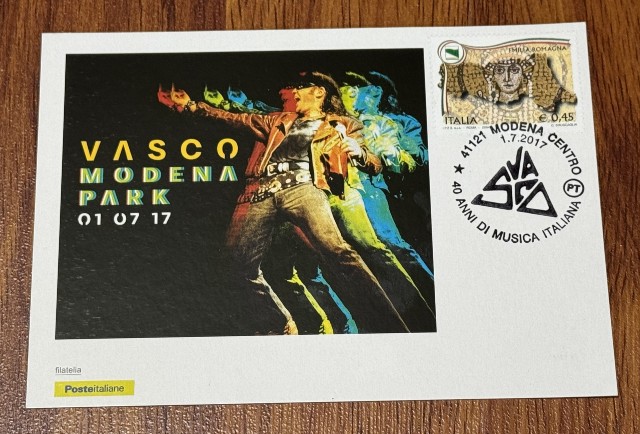 VASCO
MODENA
PARK
01 07 17
EMILIA ROMAGNA
ITALIA
€ 0,45
★ 41121 MODENA CENTRO
1.7.2017
VASCO
PT
40 ANNI DI MUSICA ITALIANA
filatelia
Posteitaliane